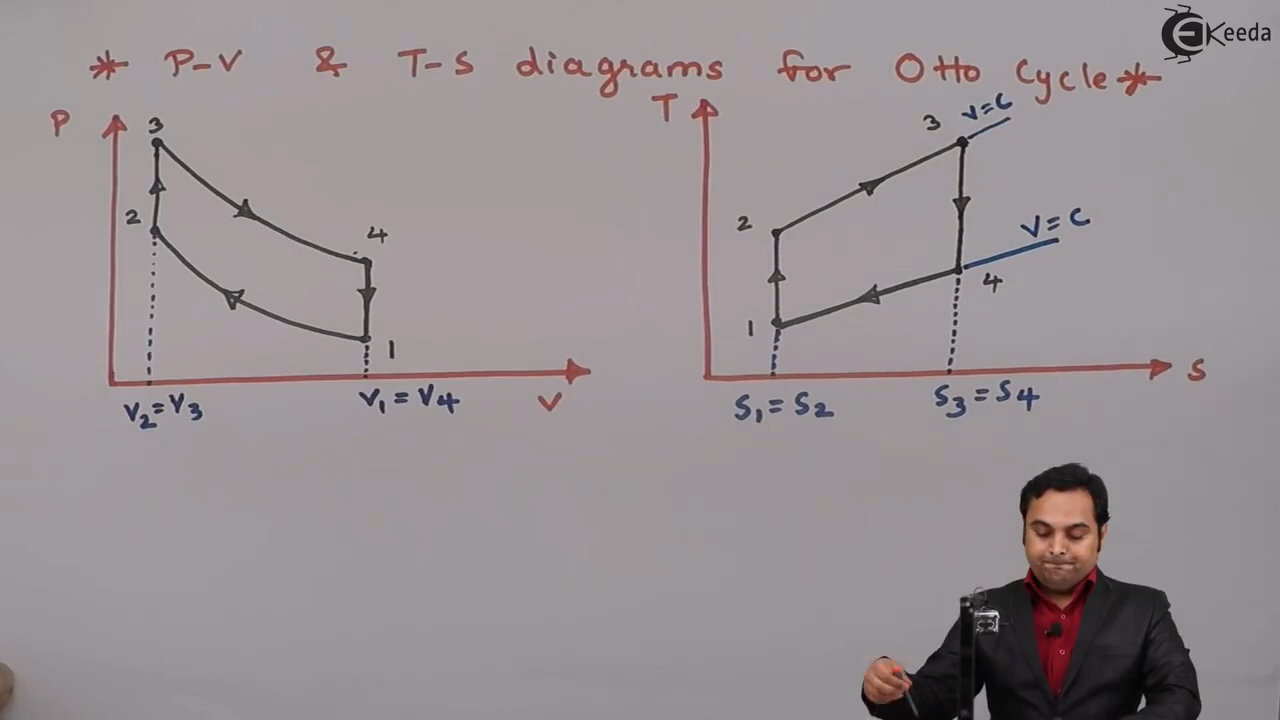 Keeda
* P-V & T-S diagrams for Otto Cycle *
P
3
2
4
1
V₂=V₃
V₁=V₄
V
T
3
V=C
2
V=C
4
1
S
S₁=S₂
S₃=S₄